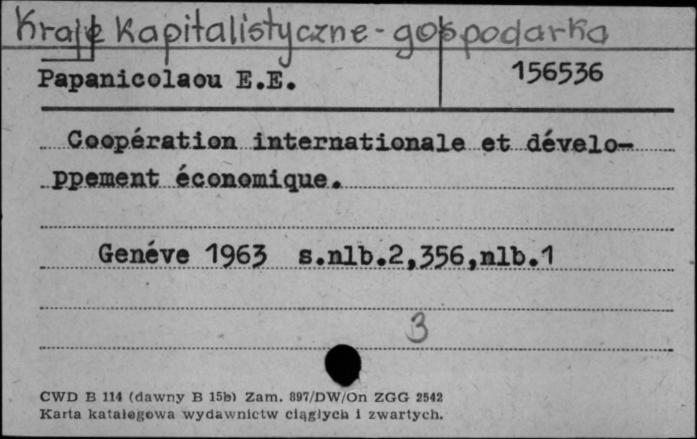 Kraje Kapitalistyczne - gospodarka
Papanicolaou E.E.
156536
Coopération internationale et dévelo-
ppement économique.
Genéve 1963 s.nlb.2,356,nlb.1
3
CWD B 114 (dawny B 15b) Zam. 897/DW/On ZGG 2542
Karta katalogowa wydawnictw ciągłych i zwartych.